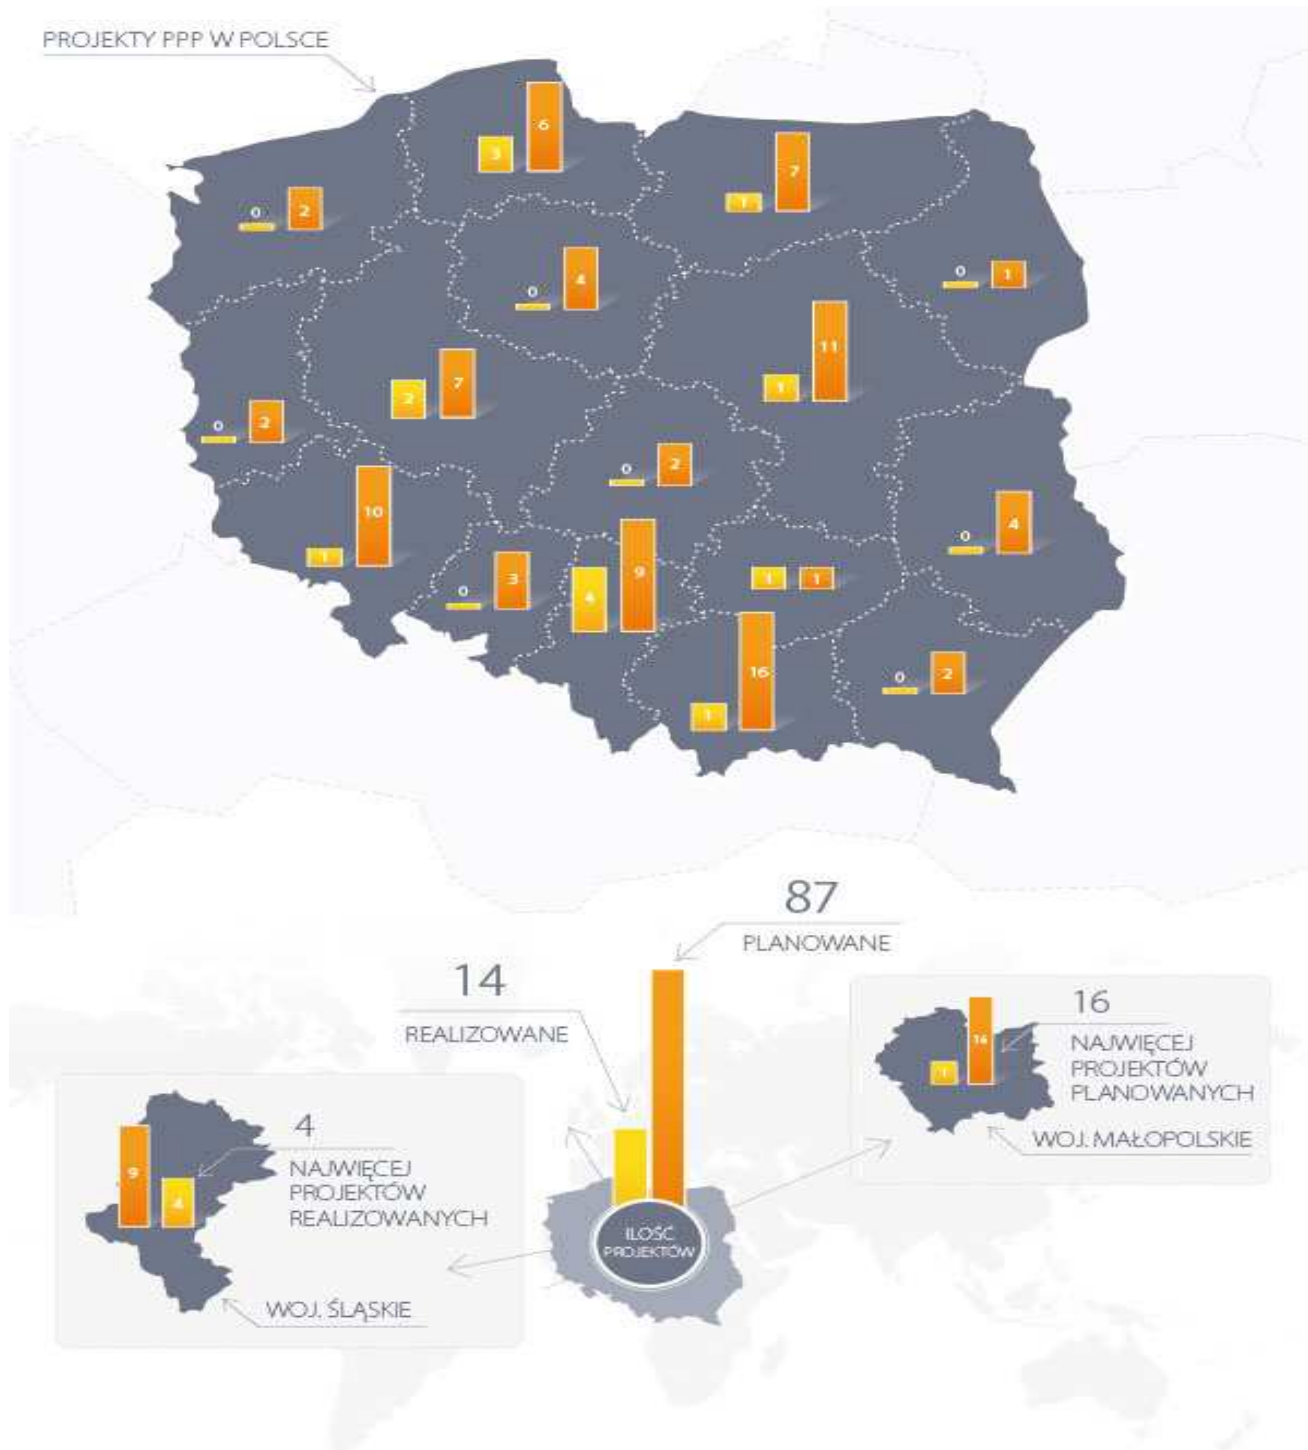 PROJEKTY PPP W POLSCE
3 6
1 7
0 2
0 4
0 1
1 11
2 7
0 2
0 2
1 10
0 4
0 3
4 9
1 1
1 16
0 2
87
PLANOWANE
14
REALIZOWANE
16
NAJWIĘCEJ
PROJEKTÓW
PLANOWANYCH
1 16
WOJ. MAŁOPOLSKIE
4
NAJWIĘCEJ
PROJEKTÓW
REALIZOWANYCH
9 4
WOJ. ŚLĄSKIE
ILOŚĆ
PROJEKTÓW